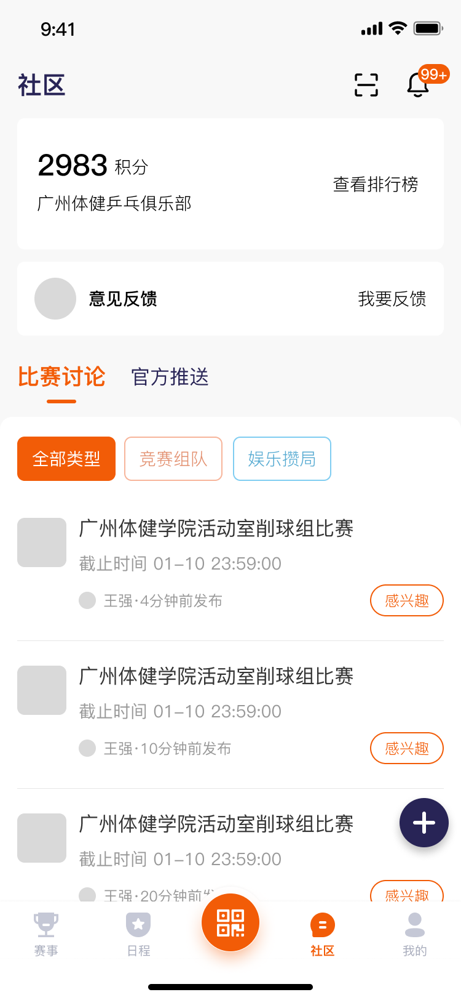 9:41
社区
99+
2983 积分
查看排行榜
广州体健乒乓俱乐部
意见反馈
我要反馈
比赛讨论 官方推送
全部类型 竞赛组队 娱乐攒局
广州体健学院活动室削球组比赛
截止时间 01-10 23:59:00
王强·4分钟前发布
感兴趣
广州体健学院活动室削球组比赛
截止时间 01-10 23:59:00
王强·10分钟前发布
感兴趣
广州体健学院活动室削球组比赛
截止时间 01-10 23:59:00
王强·20分钟前
感兴趣
赛事 日程 社区 我的